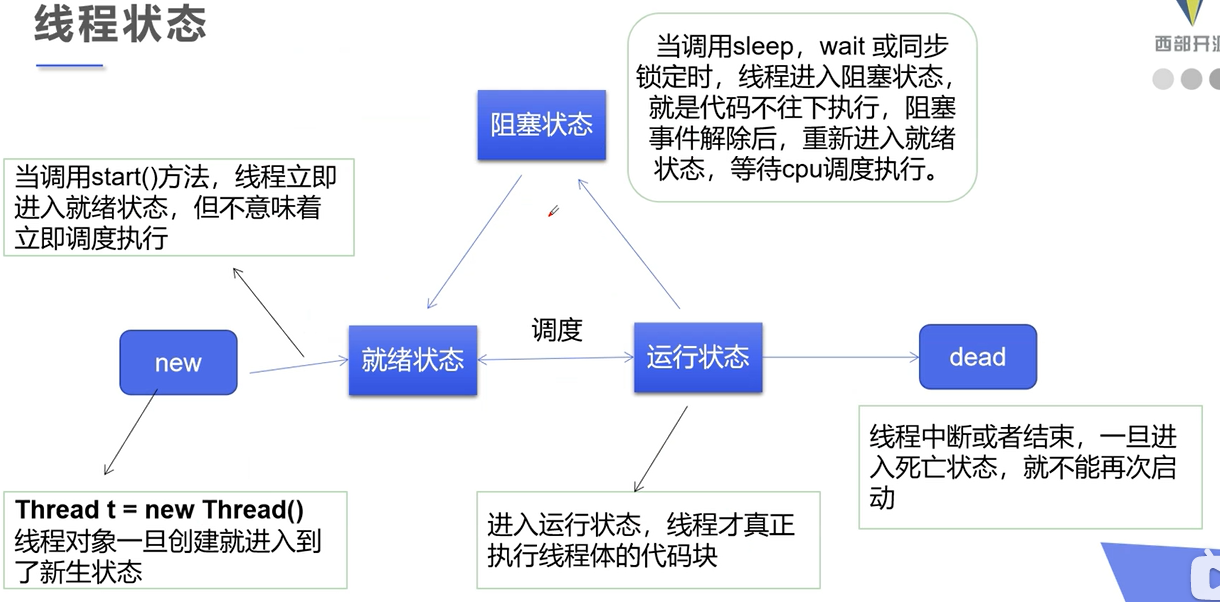 线程状态
西部开源
当调用sleep，wait 或同步
锁定时，线程进入阻塞状态，
就是代码不往下执行，阻塞
事件解除后，重新进入就绪
状态，等待cpu调度执行。
阻塞状态
当调用start()方法，线程立即
进入就绪状态，但不意味着
立即调度执行
调度
new
就绪状态
运行状态
dead
线程中断或者结束，一旦进
入死亡状态，就不能再次启
动
Thread t = new Thread()
线程对象一旦创建就进入到
了新生状态
进入运行状态，线程才真正
执行线程体的代码块